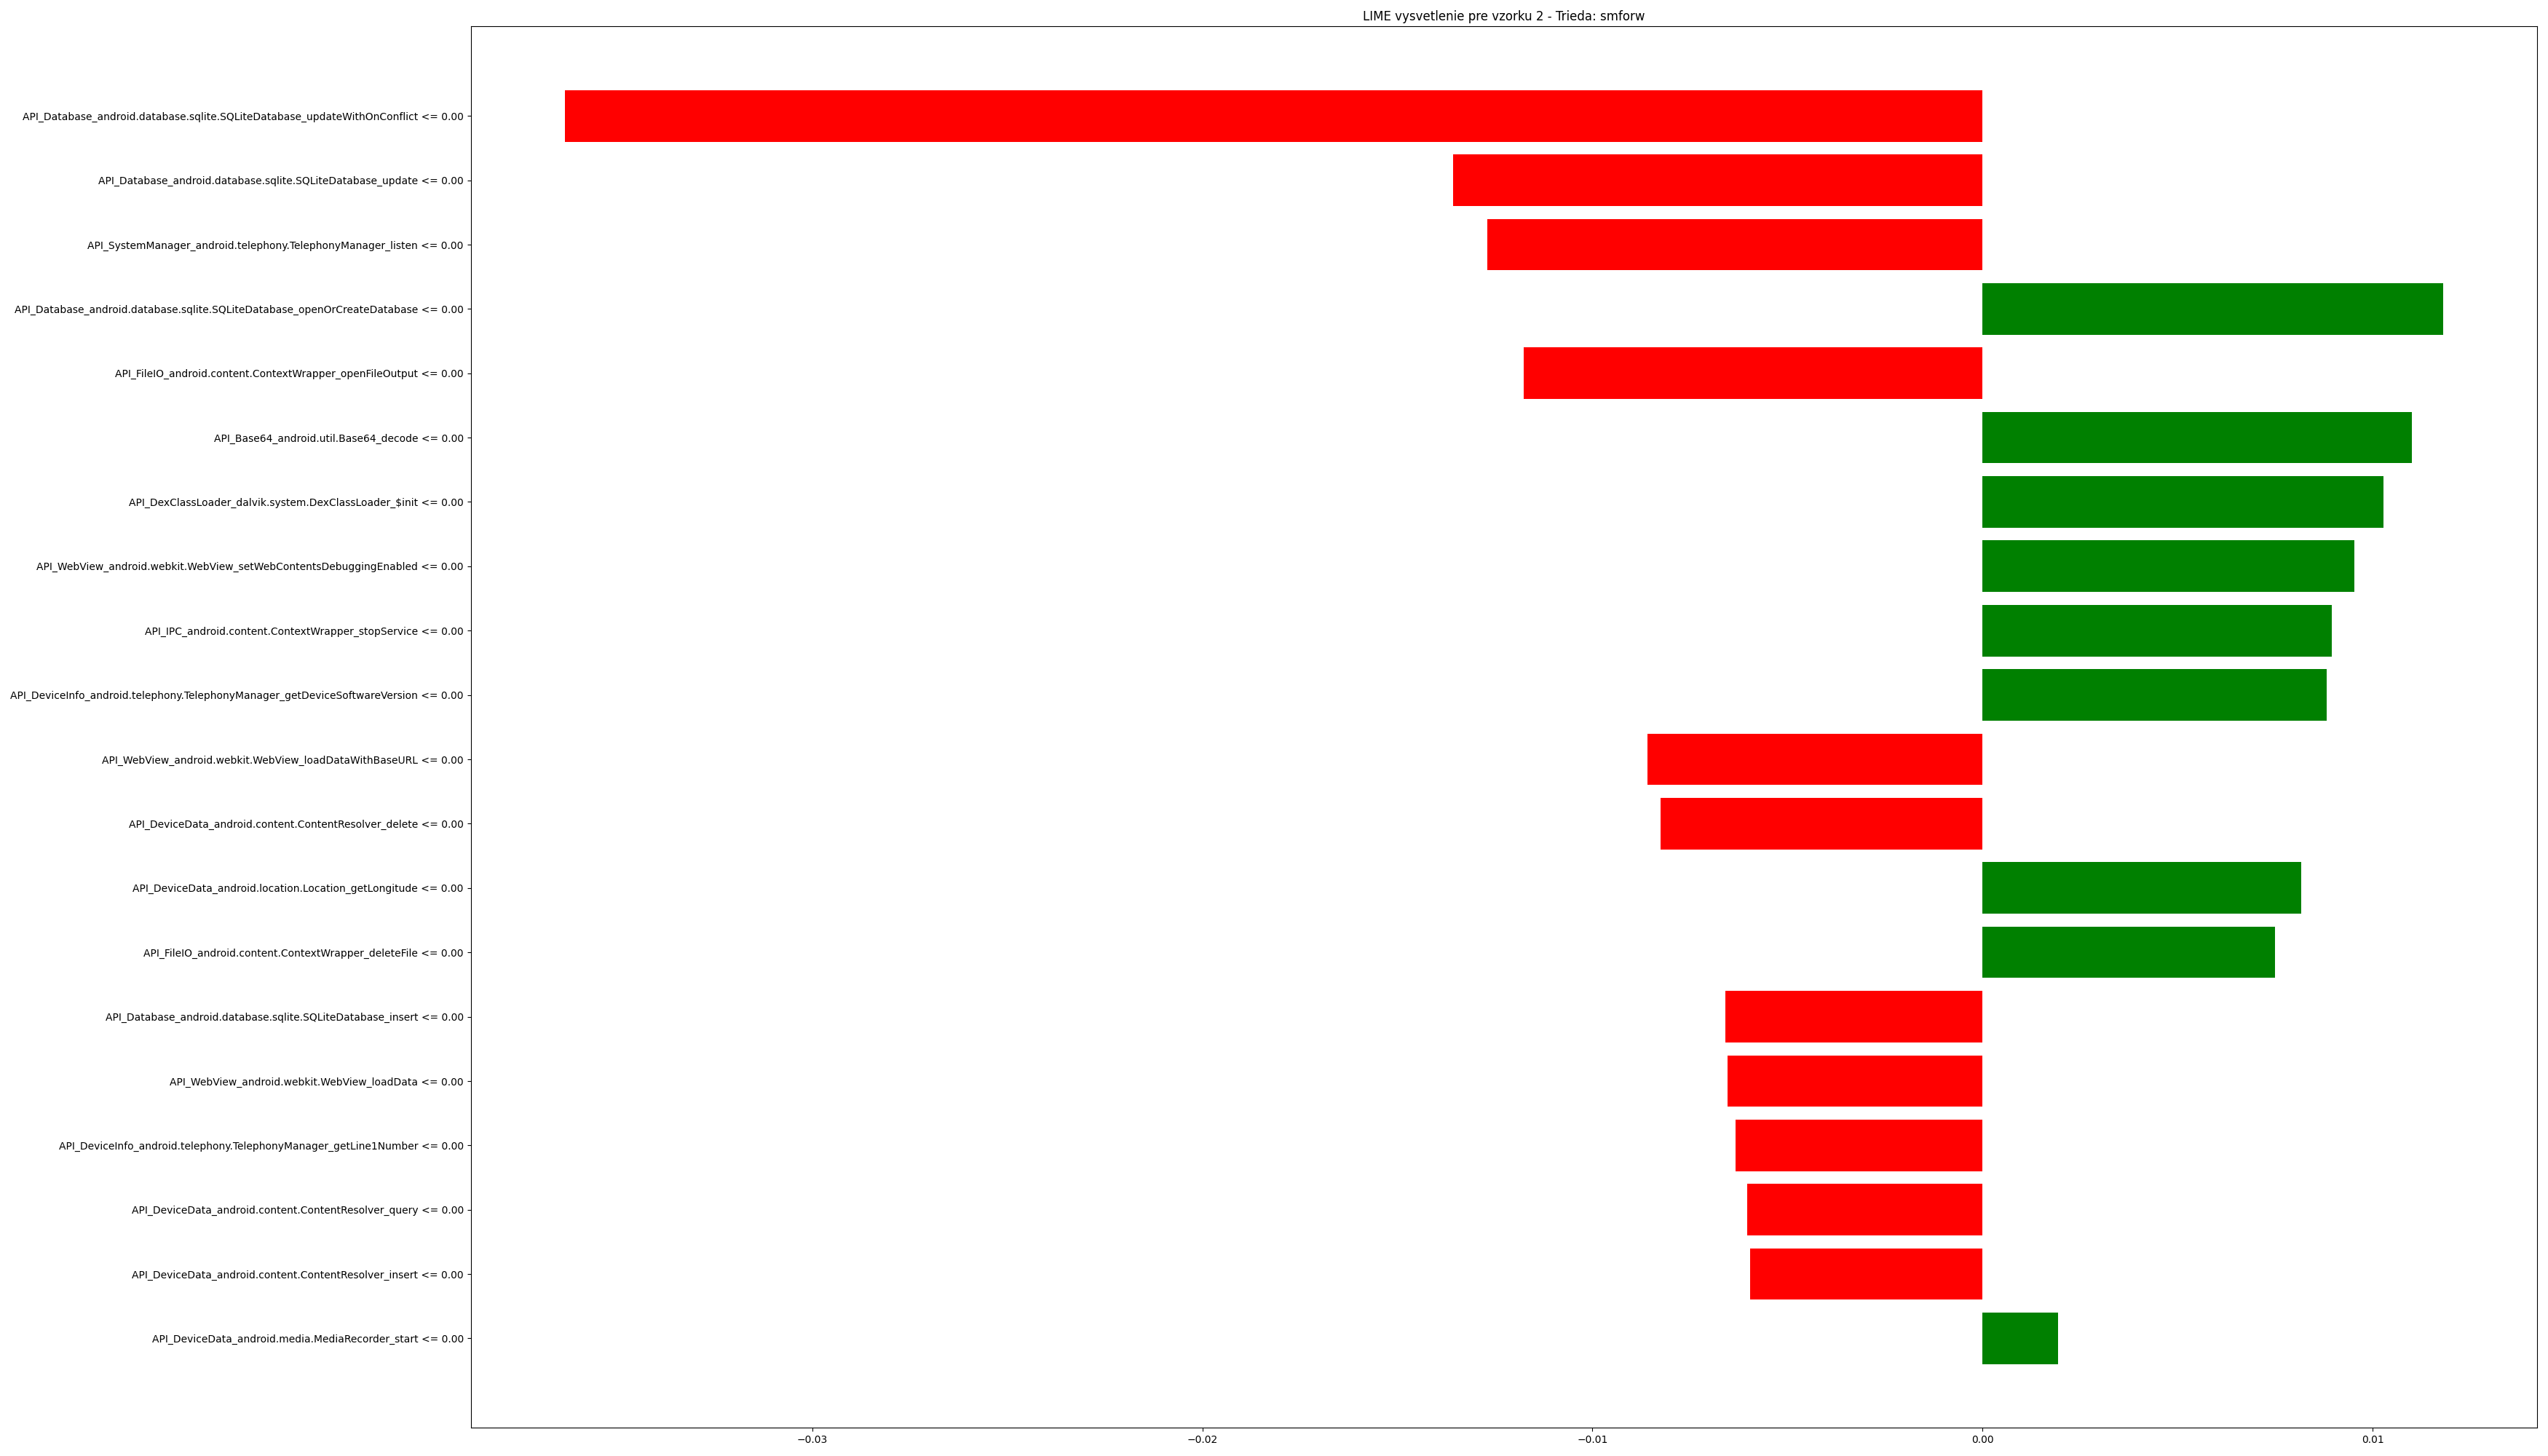 LIME vysvetlenie pre vzorku 2 - Trieda: smforw
API_Database_android.database.sqlite.SQLiteDatabase_updateWithOnConflict <= 0.00
API_Database_android.database.sqlite.SQLiteDatabase_update <= 0.00
API_SystemManager_android.telephony.TelephonyManager_listen <= 0.00
API_Database_android.database.sqlite.SQLiteDatabase_openOrCreateDatabase <= 0.00
API_FileIO_android.content.ContextWrapper_openFileOutput <= 0.00
API_Base64_android.util.Base64_decode <= 0.00
API_DexClassLoader_dalvik.system.DexClassLoader_$init <= 0.00
API_WebView_android.webkit.WebView_setWebContentsDebuggingEnabled <= 0.00
API_IPC_android.content.ContextWrapper_stopService <= 0.00
API_DeviceInfo_android.telephony.TelephonyManager_getDeviceSoftwareVersion <= 0.00
API_WebView_android.webkit.WebView_loadDataWithBaseURL <= 0.00
API_DeviceData_android.content.ContentResolver_delete <= 0.00
API_DeviceData_android.location.Location_getLongitude <= 0.00
API_FileIO_android.content.ContextWrapper_deleteFile <= 0.00
API_Database_android.database.sqlite.SQLiteDatabase_insert <= 0.00
API_WebView_android.webkit.WebView_loadData <= 0.00
API_DeviceInfo_android.telephony.TelephonyManager_getLine1Number <= 0.00
API_DeviceData_android.content.ContentResolver_query <= 0.00
API_DeviceData_android.content.ContentResolver_insert <= 0.00
API_DeviceData_android.media.MediaRecorder_start <= 0.00
−0.03 −0.02 −0.01 0.00 0.01